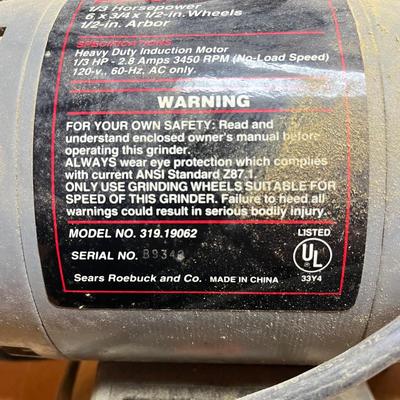 1/3 Horsepower
6 x 3/4 x 1/2-in. Wheels
1/2-in. Arbor
SPECIFICATIONS
Heavy Duty Induction Motor
1/3 HP - 2.8 Amps 3450 RPM (No-Load Speed)
120-v., 60-Hz, AC only.
WARNING
FOR YOUR OWN SAFETY: Read and
understand enclosed owner's manual before
operating this grinder.
ALWAYS wear eye protection which complies
with current ANSI Standard Z87.1.
ONLY USE GRINDING WHEELS SUITABLE FOR
SPEED OF THIS GRINDER. Failure to heed all
warnings could result in serious bodily injury.
MODEL NO. 319.19062
SERIAL NO.
Sears Roebuck and Co. MADE IN CHINA
LISTED
UL
33Y4